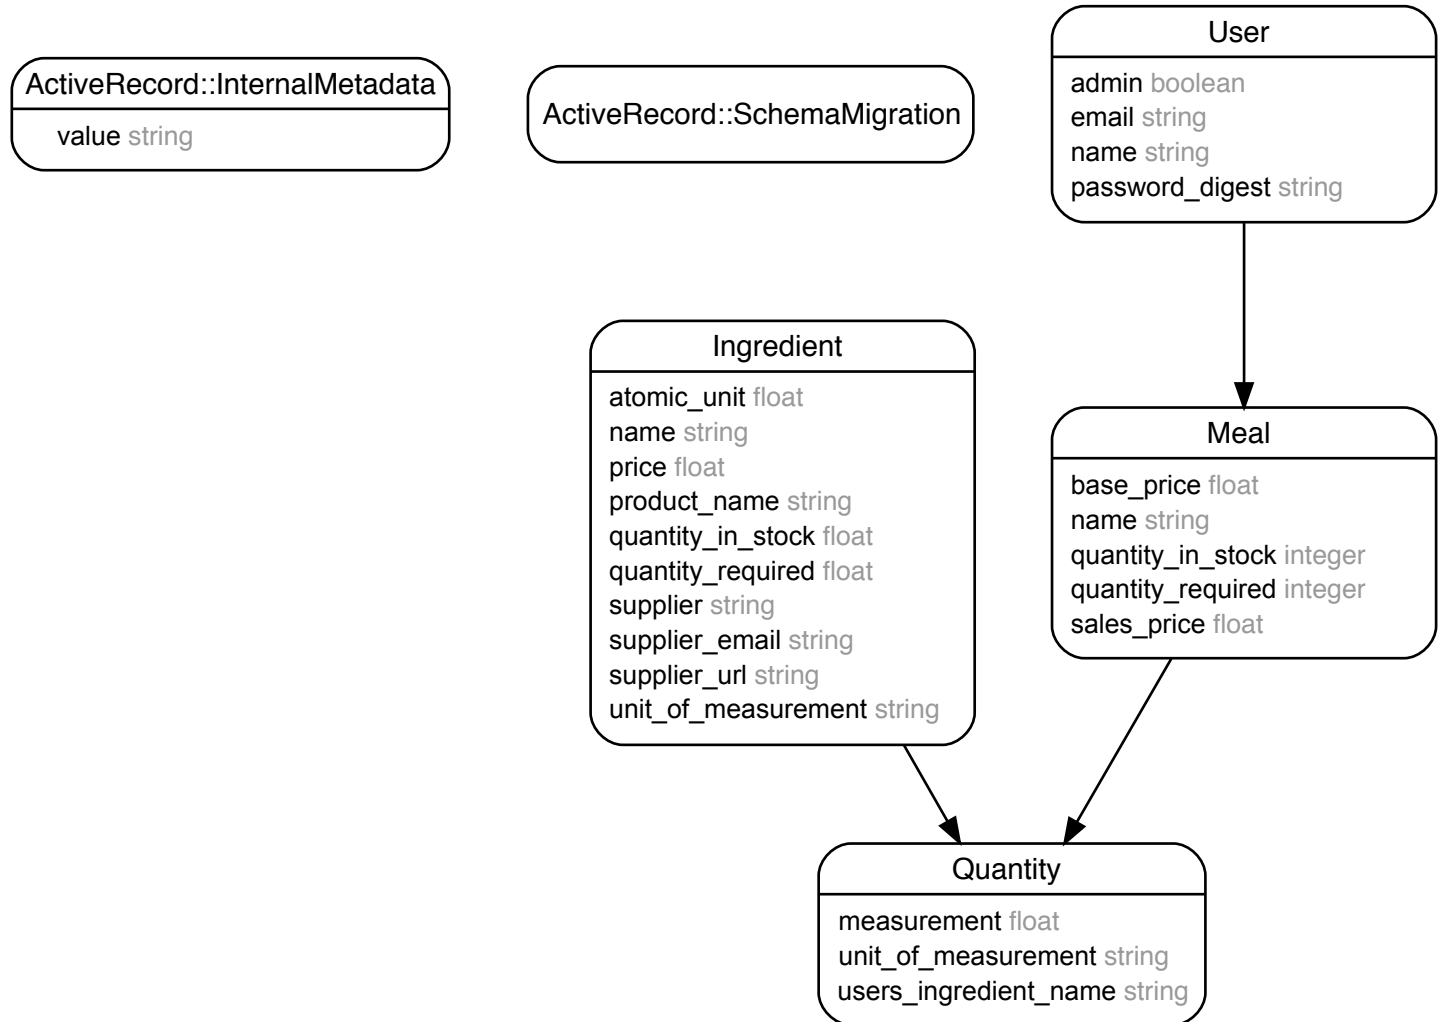 ActiveRecord::InternalMetadata
value string
ActiveRecord::SchemaMigration
User
admin boolean
email string
name string
password_digest string
Ingredient
atomic_unit float
name string
price float
product_name string
quantity_in_stock float
quantity_required float
supplier string
supplier_email string
supplier_url string
unit_of_measurement string
Meal
base_price float
name string
quantity_in_stock integer
quantity_required integer
sales_price float
Quantity
measurement float
unit_of_measurement string
users_ingredient_name string